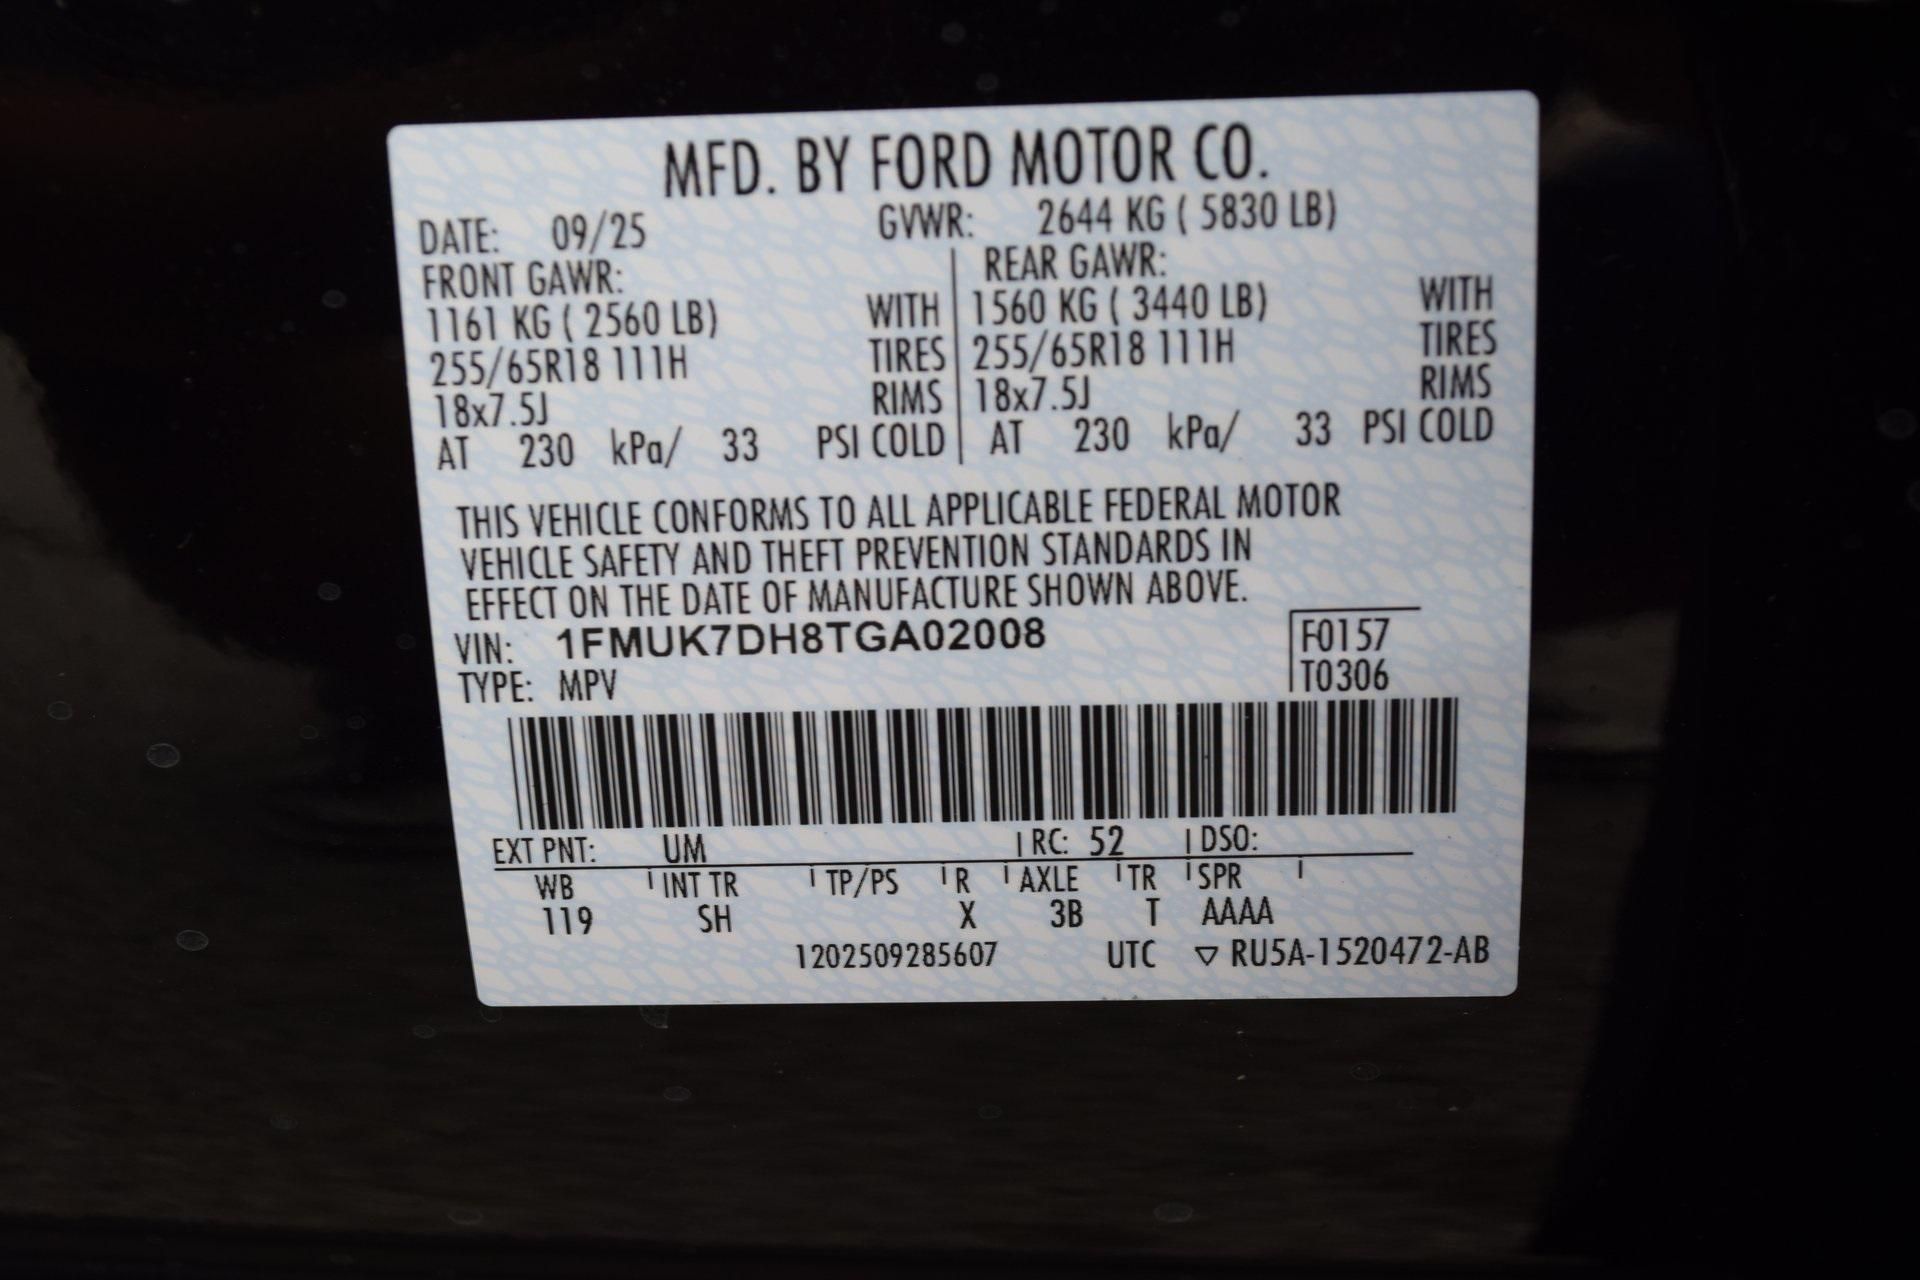 MFD. BY FORD MOTOR CO.
DATE: 09/25 GVWR: 2644 KG ( 5830 LB)
FRONT GAWR: REAR GAWR:
1161 KG ( 2560 LB) WITH 1560 KG ( 3440 LB) WITH
255/65R18 111H TIRES 255/65R18 111H TIRES
18x7.5J RIMS 18x7.5J RIMS
AT 230 kPa/ 33 PSI COLD AT 230 kPa/ 33 PSI COLD
THIS VEHICLE CONFORMS TO ALL APPLICABLE FEDERAL MOTOR
VEHICLE SAFETY AND THEFT PREVENTION STANDARDS IN
EFFECT ON THE DATE OF MANUFACTURE SHOWN ABOVE.
VIN: 1FMUK7DH8TGA02008 F0157
TYPE: MPV T0306
EXT PNT: UM RC: 52 DSO:
WB INT TR TP/PS R AXLE TR SPR
119 SH X 3B T AAAA
1202509285607 UTC ▽ RU5A-1520472-AB